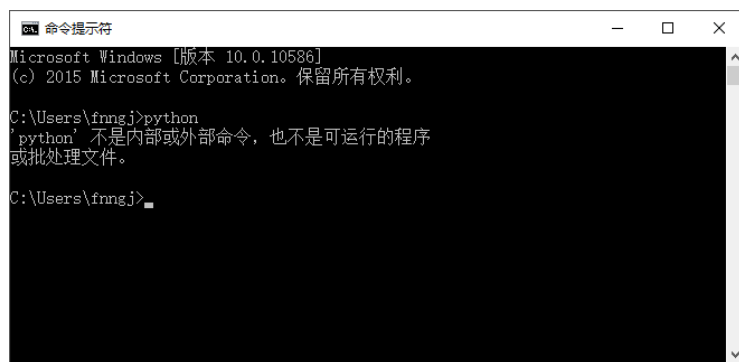 命令提示符
Microsoft Windows [版本 10.0.10586]
(c) 2015 Microsoft Corporation。保留所有权利。
C:\Users\fnngj>python
'python' 不是内部或外部命令，也不是可运行的程序
或批处理文件。
C:\Users\fnngj>